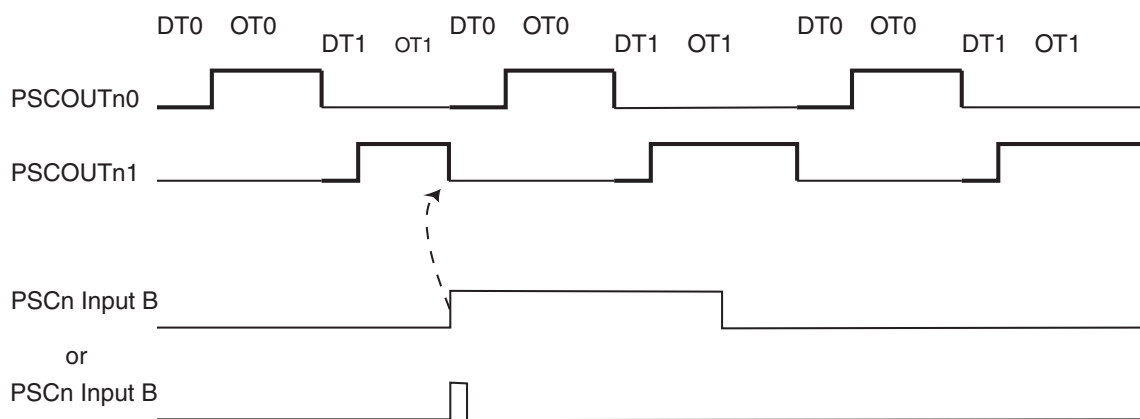 DT0 OT0 DT1 OT1 DT0 OT0 DT1 OT1 DT0 OT0 DT1 OT1
PSCOUTn0
PSCOUTn1
PSCn Input B
or
PSCn Input B